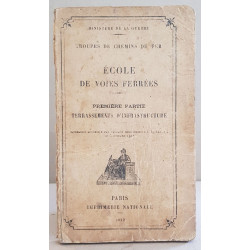 MINISTÈRE DE LA GUERRE
TROUPES DE CHEMINS DE FER
ÉCOLE
DE VOIES FERRÉES
PREMIÈRE PARTIE
TERRASSEMENTS D'INFRASTRUCTURE
PARIS
IMPRIMERIE NATIONALE